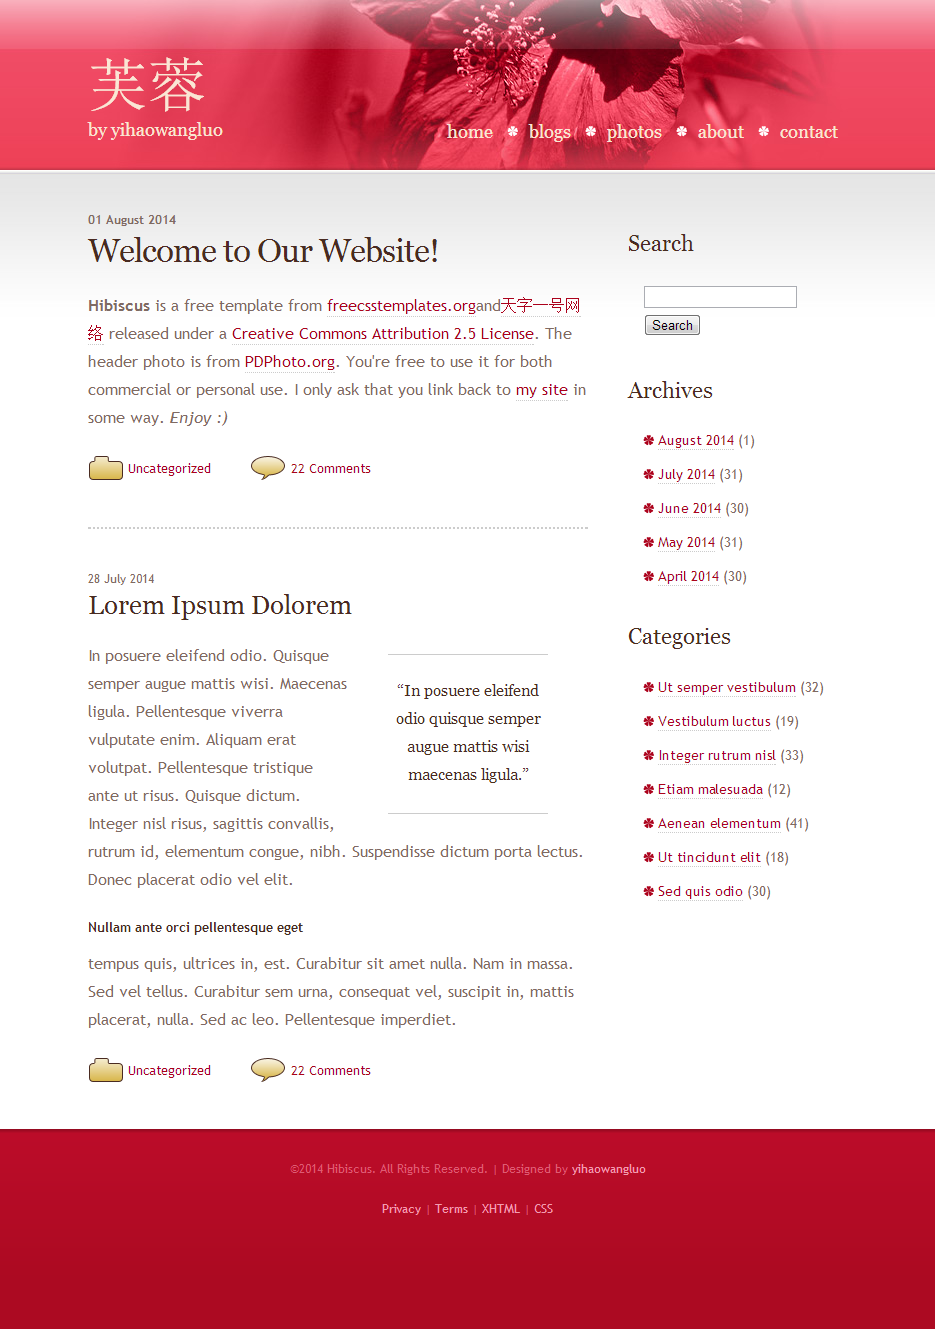 芙蓉
by yihaowangluo
home blogs photos about contact
01 August 2014
Welcome to Our Website!
Hibiscus is a free template from freecsstemplates.organd天字一号网
络 released under a Creative Commons Attribution 2.5 License. The
header photo is from PDPhoto.org. You're free to use it for both
commercial or personal use. I only ask that you link back to my site in
some way. Enjoy :)
Uncategorized 22 Comments
28 July 2014
Lorem Ipsum Dolorem
In posuere eleifend odio. Quisque
semper augue mattis wisi. Maecenas
ligula. Pellentesque viverra
vulputate enim. Aliquam erat
volutpat. Pellentesque tristique
ante ut risus. Quisque dictum.
Integer nisl risus, sagittis convallis,
rutrum id, elementum congue, nibh. Suspendisse dictum porta lectus.
Donec placerat odio vel elit.
“In posuere eleifend
odio quisque semper
augue mattis wisi
maecenas ligula.”
Nullam ante orci pellentesque eget
tempus quis, ultrices in, est. Curabitur sit amet nulla. Nam in massa.
Sed vel tellus. Curabitur sem urna, consequat vel, suscipit in, mattis
placerat, nulla. Sed ac leo. Pellentesque imperdiet.
Uncategorized 22 Comments
Search
Search
Archives
August 2014 (1)
July 2014 (31)
June 2014 (30)
May 2014 (31)
April 2014 (30)
Categories
Ut semper vestibulum (32)
Vestibulum luctus (19)
Integer rutrum nisl (33)
Etiam malesuada (12)
Aenean elementum (41)
Ut tincidunt elit (18)
Sed quis odio (30)
©2014 Hibiscus. All Rights Reserved. | Designed by yihaowangluo
Privacy | Terms | XHTML | CSS